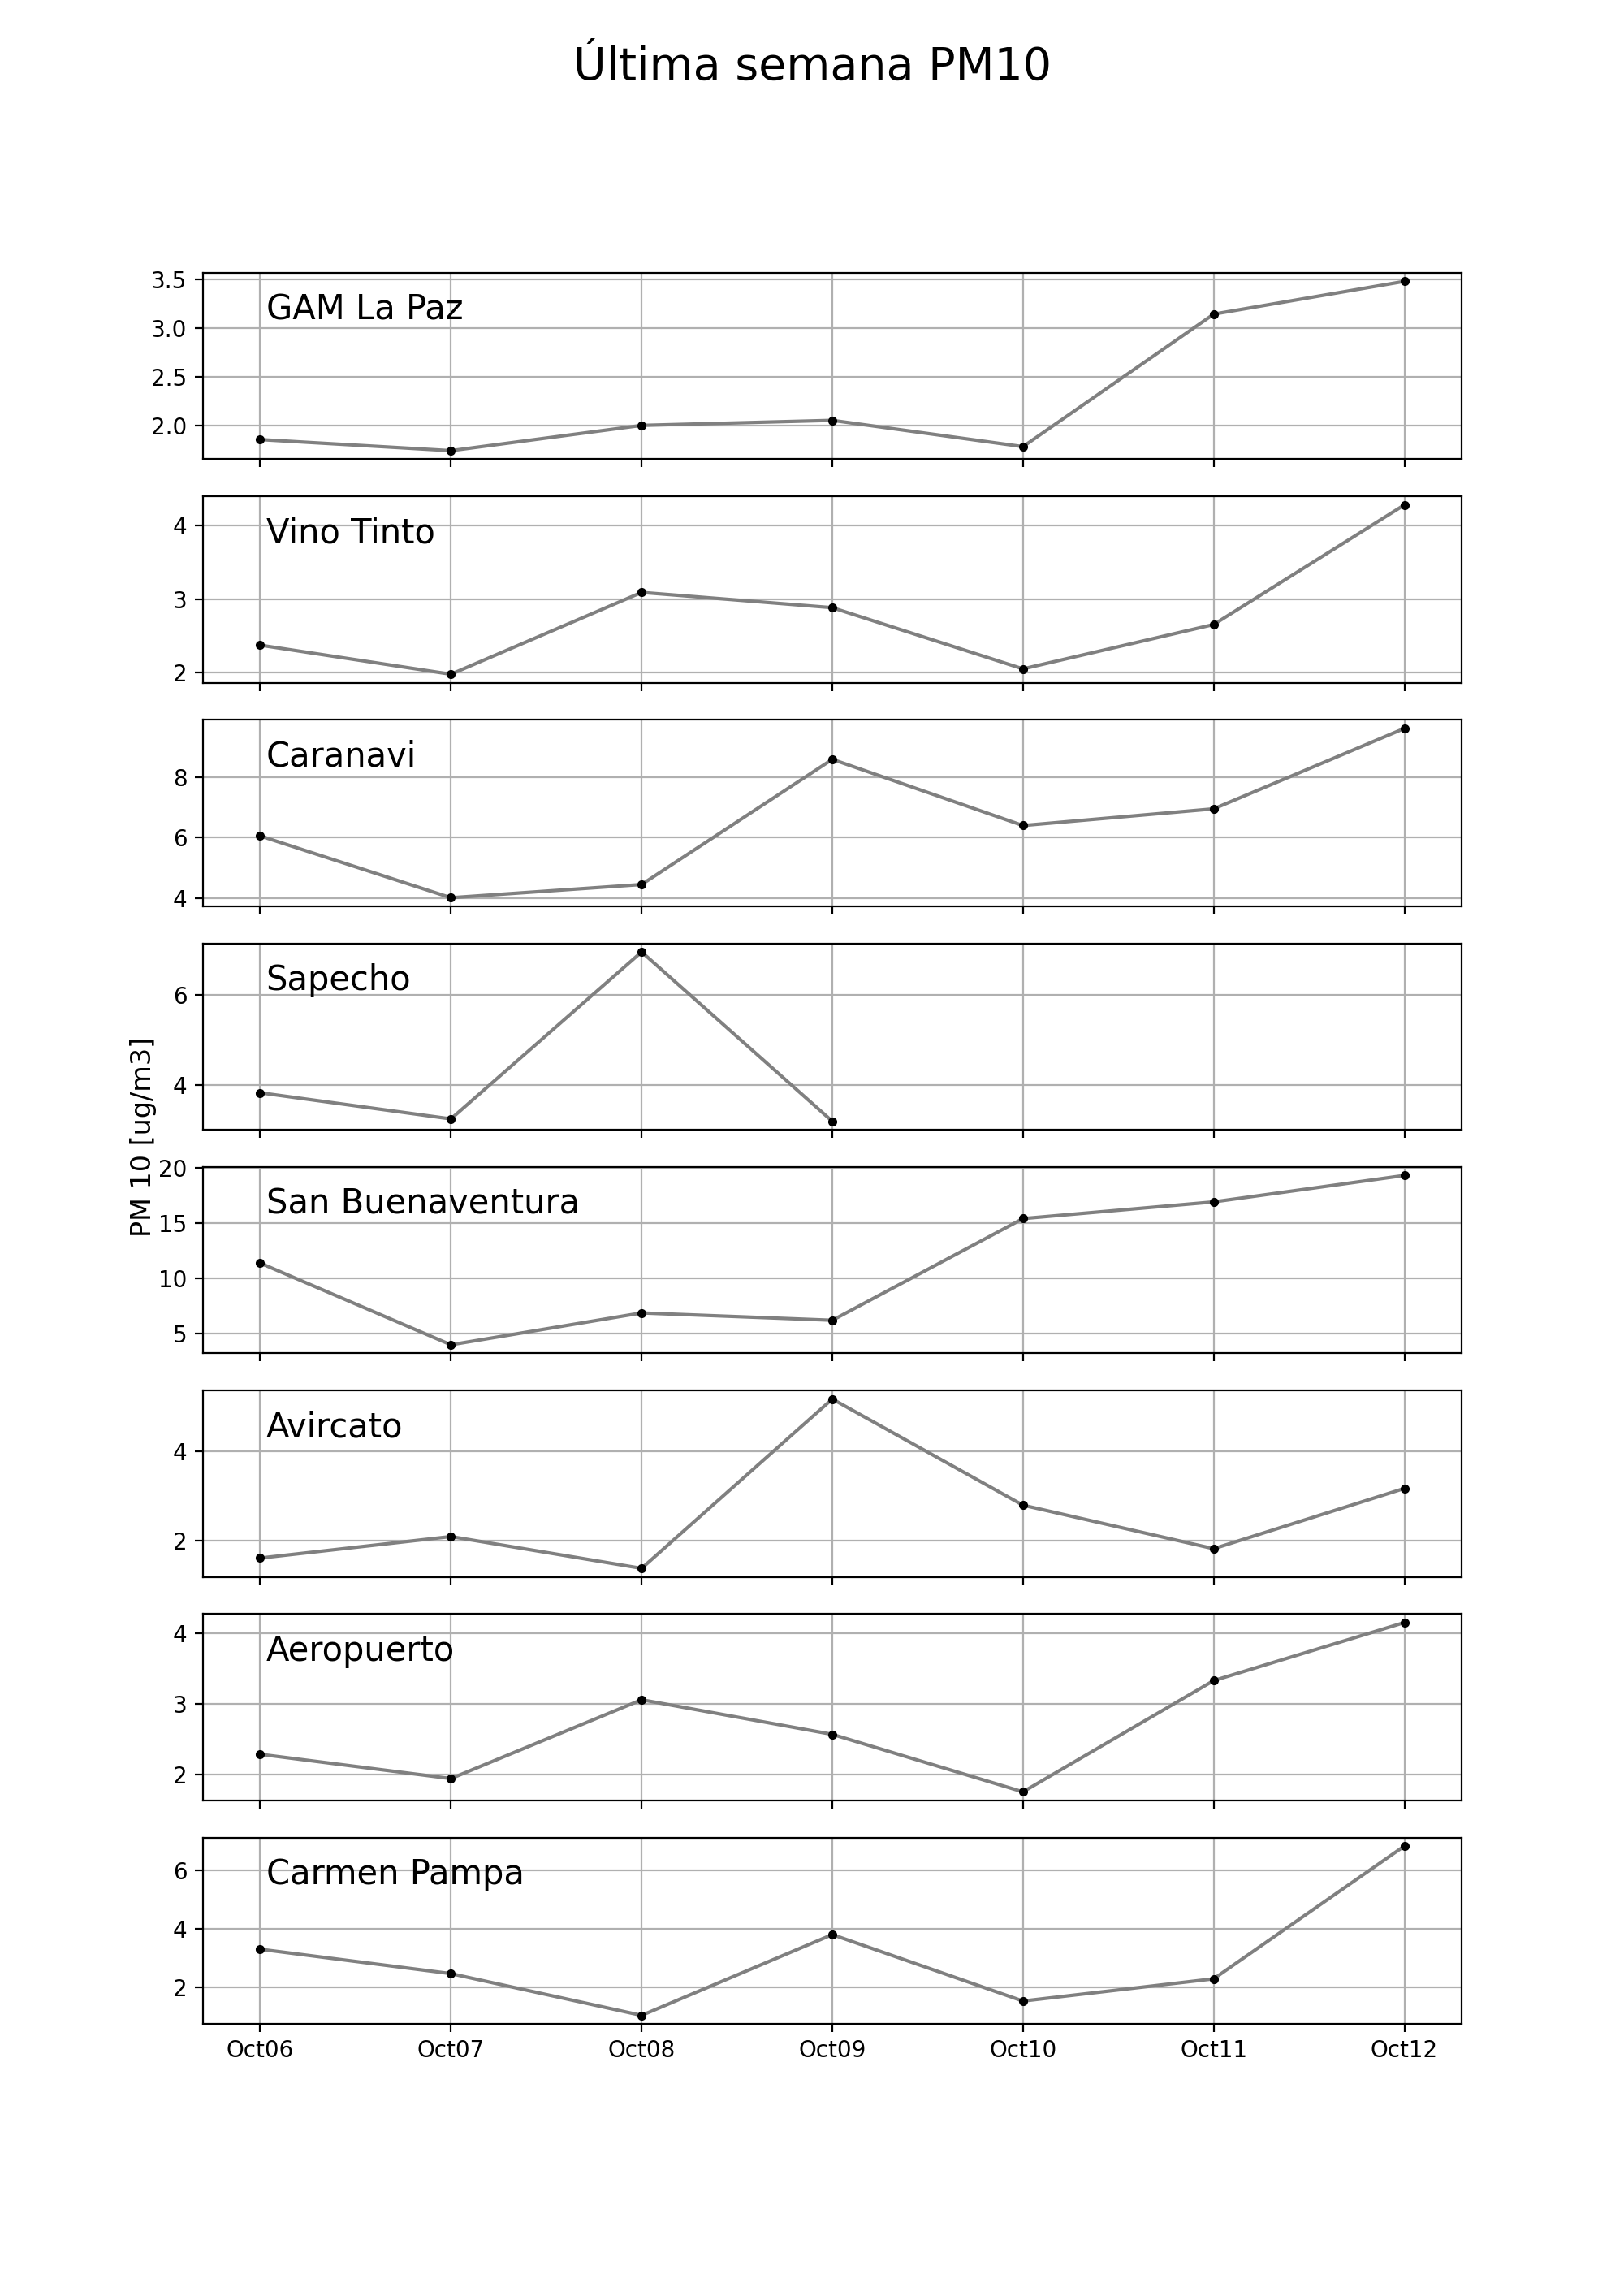 Última semana PM10
3.5
3.0
2.5
2.0
GAM La Paz
4
3
2
Vino Tinto
8
6
4
Caranavi
6
4
Sapecho
PM 10 [ug/m3]
20
15
10
5
San Buenaventura
4
2
Avircato
4
3
2
Aeropuerto
6
4
2
Carmen Pampa
Oct06 Oct07 Oct08 Oct09 Oct10 Oct11 Oct12